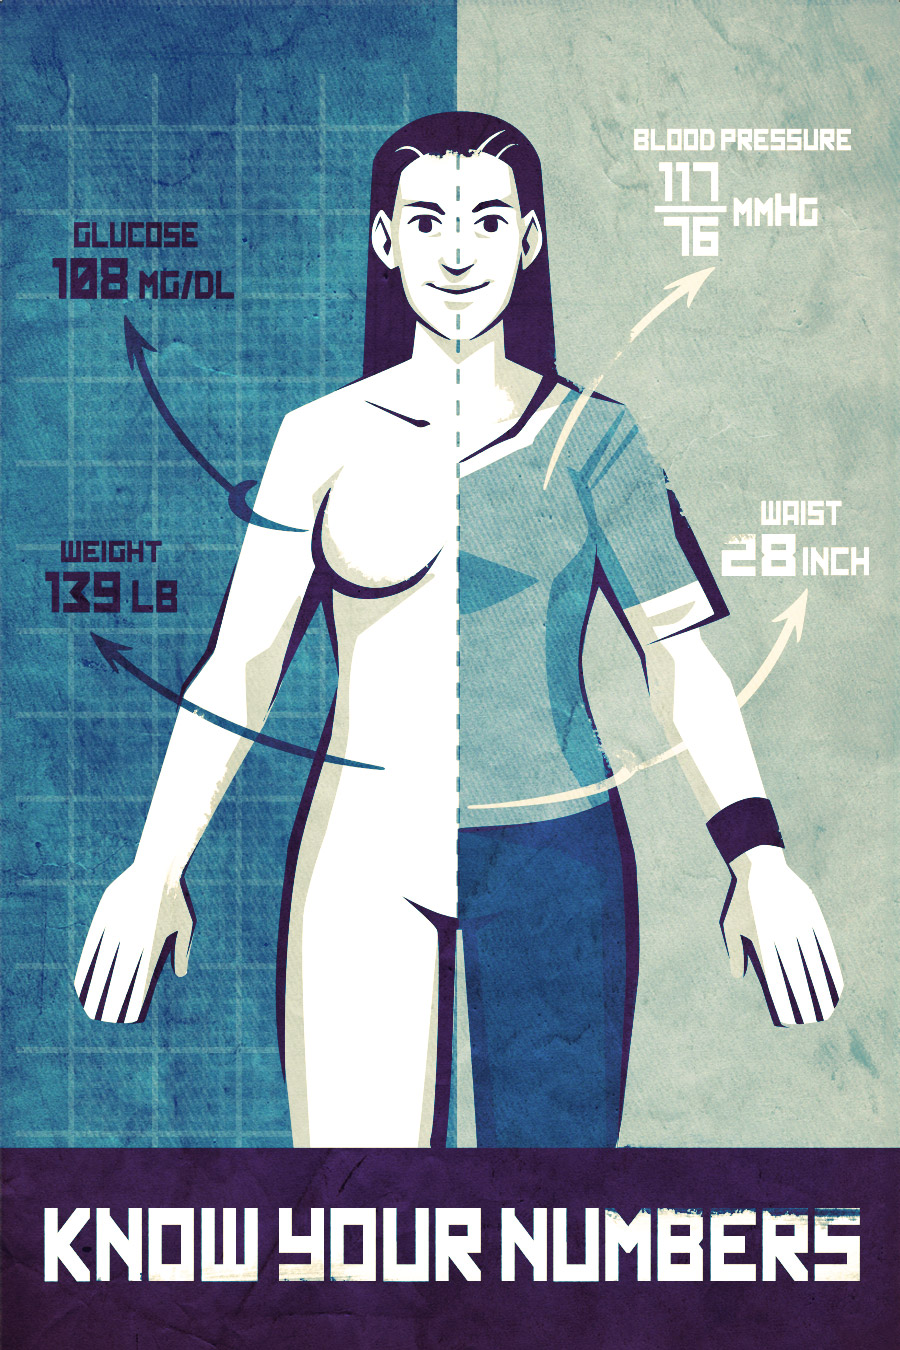 BLOOD PRESSURE
117
76
MMHG
GLUCOSE
108 MG/DL
WAIST
28 INCH
WEIGHT
139 LB
KNOW YOUR NUMBERS